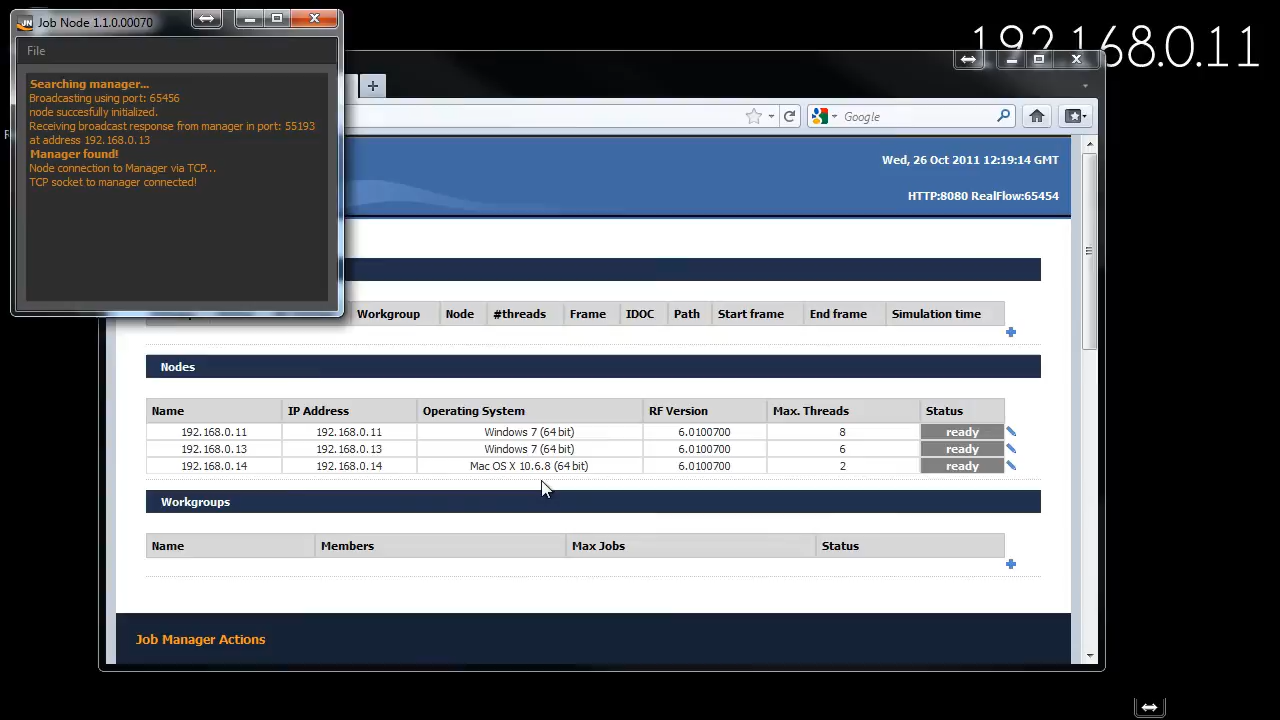 Job Node 1.1.0.00070
192.168.0.11
File
Searching manager...
Broadcasting using port: 65456
node succesfully initialized.
Receiving broadcast response from manager in port: 55193
at address 192.168.0.13
Manager found!
Node connection to Manager via TCP...
TCP socket to manager connected!
Google
Wed, 26 Oct 2011 12:19:14 GMT
HTTP:8080 RealFlow:65454
Workgroup Node #threads Frame IDOC Path Start frame End frame Simulation time
Nodes
Name IP Address Operating System RF Version Max. Threads Status
192.168.0.11 192.168.0.11 Windows 7 (64 bit) 6.0100700 8 ready
192.168.0.13 192.168.0.13 Windows 7 (64 bit) 6.0100700 6 ready
192.168.0.14 192.168.0.14 Mac OS X 10.6.8 (64 bit) 6.0100700 2 ready
Workgroups
Name Members Max Jobs Status
Job Manager Actions